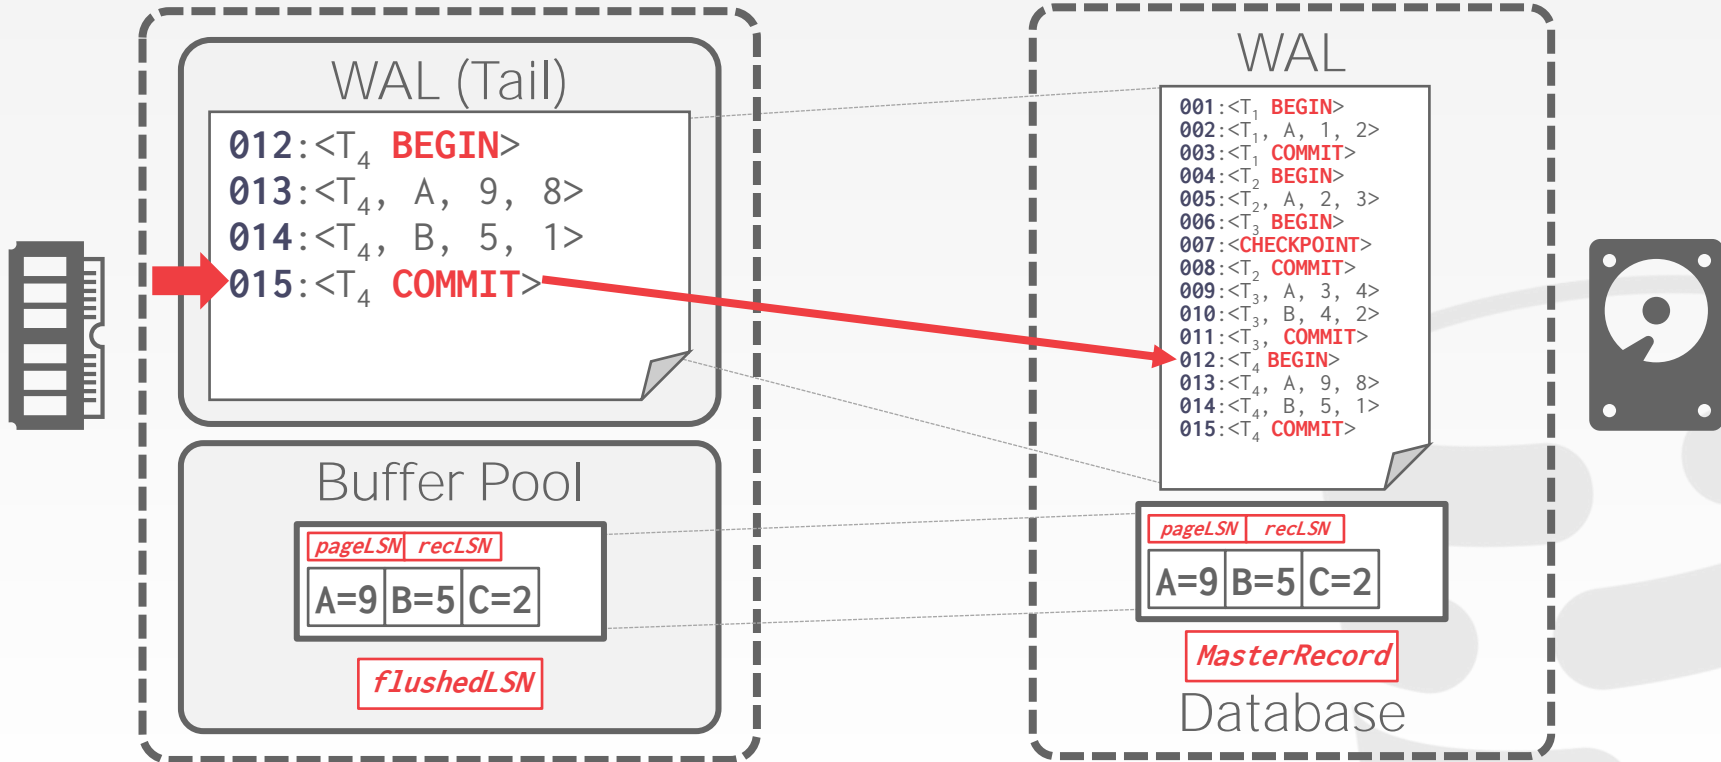 WAL (Tail)
012:<T4 BEGIN>
013:<T4, A, 9, 8>
014:<T4, B, 5, 1>
015:<T4 COMMIT>
Buffer Pool
pageLSN recLSN
A=9 B=5 C=2
flushedLSN
WAL
001:<T1 BEGIN>
002:<T1, A, 1, 2>
003:<T1 COMMIT>
004:<T2 BEGIN>
005:<T2, A, 2, 3>
006:<T3 BEGIN>
007:<CHECKPOINT>
008:<T2 COMMIT>
009:<T3, A, 3, 4>
010:<T3, B, 4, 2>
011:<T3, COMMIT>
012:<T4 BEGIN>
013:<T4, A, 9, 8>
014:<T4, B, 5, 1>
015:<T4 COMMIT>
pageLSN recLSN
A=9 B=5 C=2
MasterRecord
Database